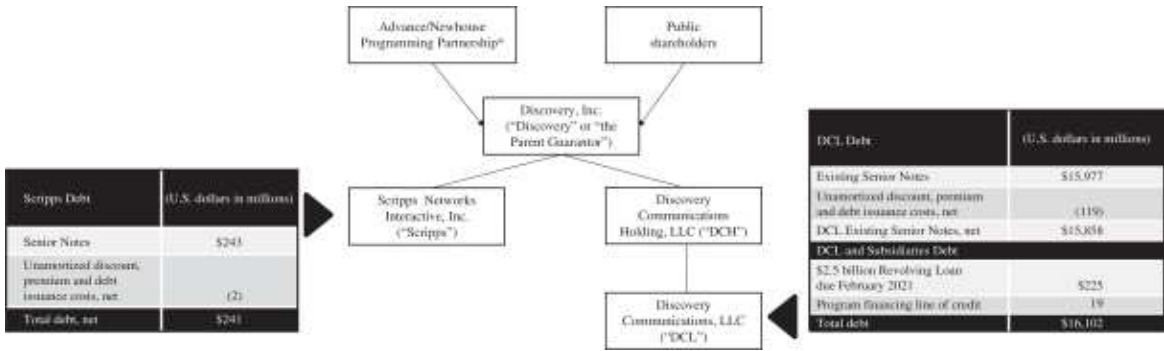 Advance/Newhouse
Programming Partnership*
Public
shareholders
Discovery, Inc.
("Discovery" or "the
Parent Guarantor")
Scripps Debt (U.S. dollars in millions)
Senior Notes $243
Unamortized discount,
premium and debt
issuance costs, net (2)
Total debt, net $241
Scripps Networks
Interactive, Inc.
("Scripps")
Discovery
Communications
Holding, LLC ("DCH")
Discovery
Communications, LLC
("DCL")
DCL Debt (U.S. dollars in millions)
Existing Senior Notes $15,977
Unamortized discount, premium
and debt issuance costs, net (119)
DCL Existing Senior Notes, net $15,858
DCL and Subsidiaries Debt
$2.5 billion Revolving Loan
due February 2021 $225
Program financing line of credit 19
Total debt $16,102